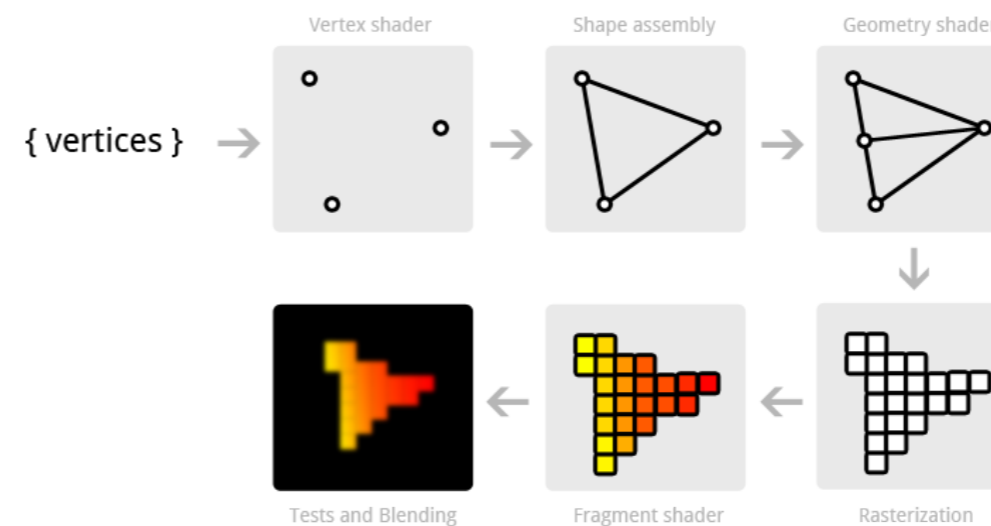 Vertex shader
Shape assembly
Geometry shader
{ vertices }
Tests and Blending
Fragment shader
Rasterization